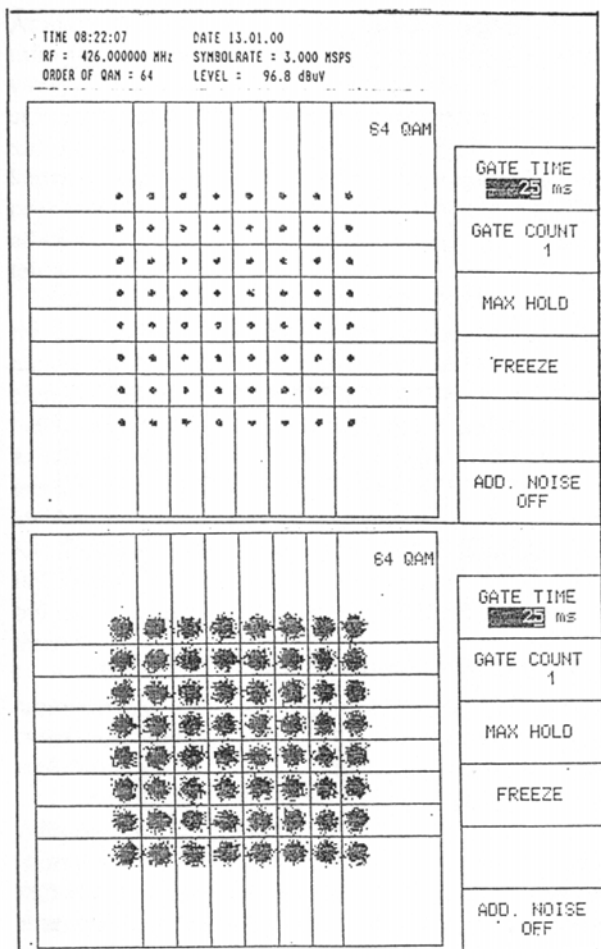 TIME 08:22:07 DATE 13.01.00
RF = 426.000000 MHz SYMBOLRATE = 3.000 MSPS
ORDER OF QAM = 64 LEVEL = 96.8 dBuV
64 QAM
GATE TIME
25 ms
GATE COUNT
1
MAX HOLD
FREEZE
ADD. NOISE
OFF
64 QAM
GATE TIME
25 ms
GATE COUNT
1
MAX HOLD
FREEZE
ADD. NOISE
OFF